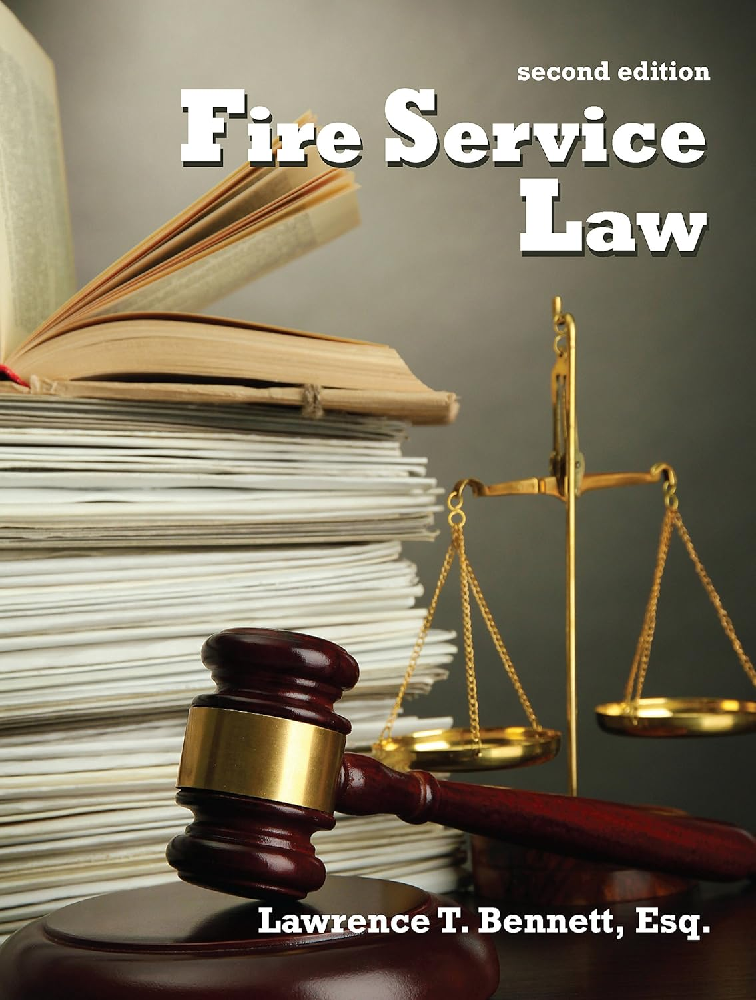 second edition
Fire Service
Law
Lawrence T. Bennett, Esq.